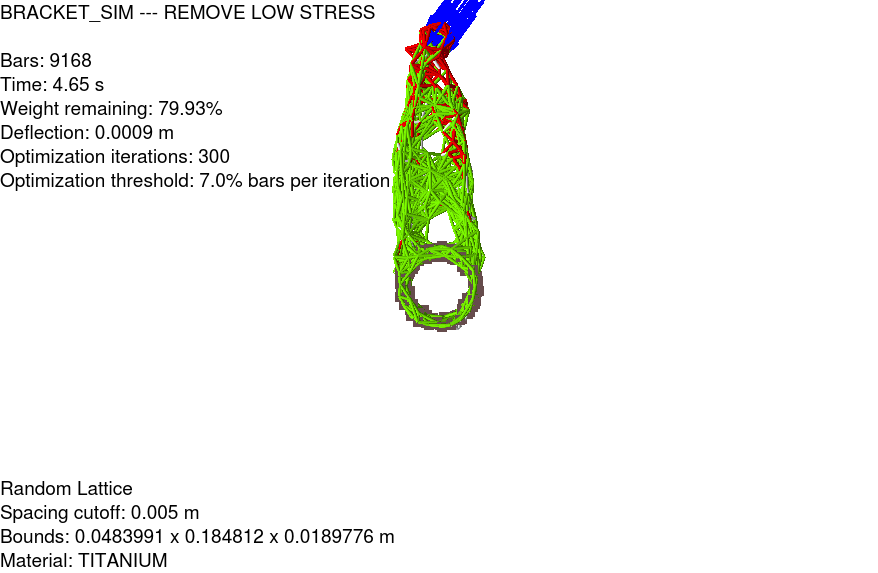 BRACKET_SIM --- REMOVE LOW STRESS
Bars: 9168
Time: 4.65 s
Weight remaining: 79.93%
Deflection: 0.0009 m
Optimization iterations: 300
Optimization threshold: 7.0% bars per iteration
Random Lattice
Spacing cutoff: 0.005 m
Bounds: 0.0483991 x 0.184812 x 0.0189776 m
Material: TITANIUM